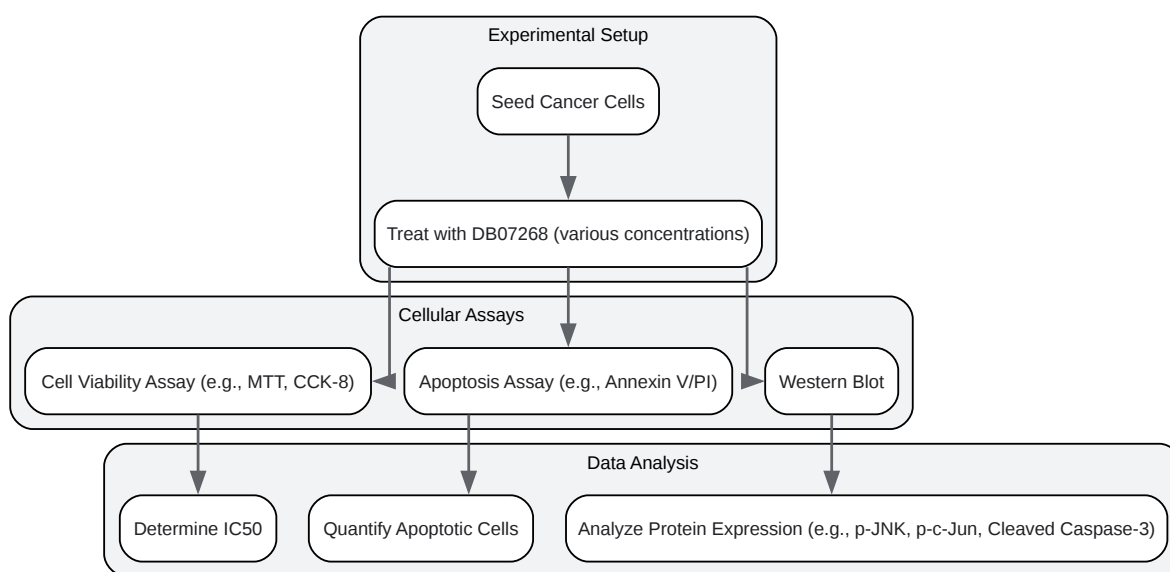 Experimental Setup
Seed Cancer Cells
Treat with DB07268 (various concentrations)
Cellular Assays
Cell Viability Assay (e.g., MTT, CCK-8)
Apoptosis Assay (e.g., Annexin V/PI)
Western Blot
Data Analysis
Determine IC50
Quantify Apoptotic Cells
Analyze Protein Expression (e.g., p-JNK, p-c-Jun, Cleaved Caspase-3)